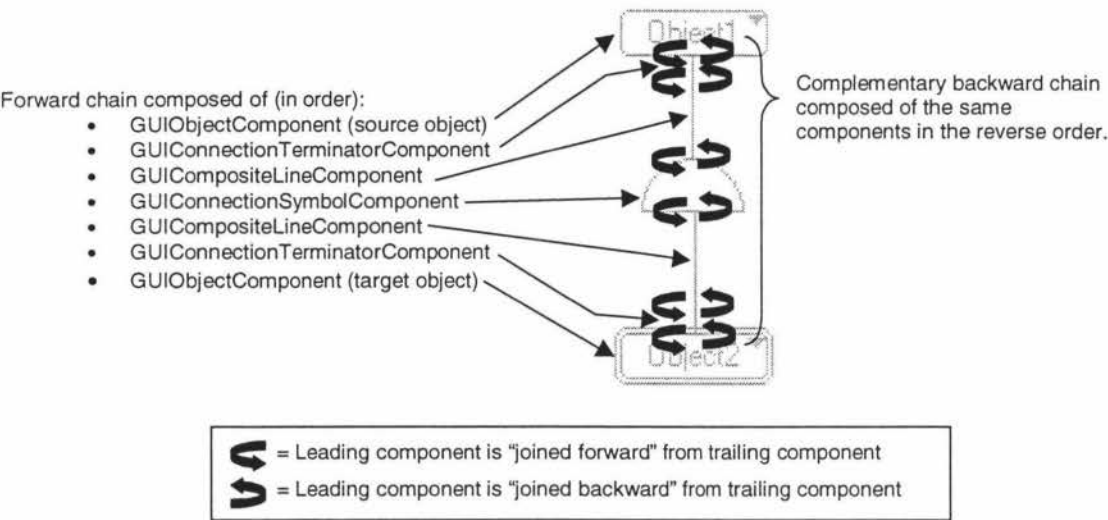 Object1
Forward chain composed of (in order):
• GUIObjectComponent (source object)
• GUIConnectionTerminatorComponent
• GUICompositeLineComponent
• GUIConnectionSymbolComponent
• GUICompositeLineComponent
• GUIConnectionTerminatorComponent
• GUIObjectComponent (target object)
Complementary backward chain
composed of the same
components in the reverse order.
Object2
= Leading component is "joined forward" from trailing component
= Leading component is "joined backward" from trailing component